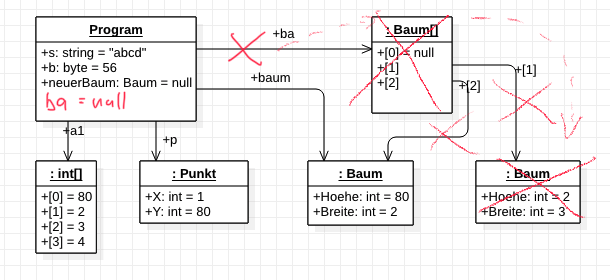 Program
+s: string = "abcd"
+b: byte = 56
+neuerBaum: Baum = null
ba = null
+ba
+baum
: Baum[]
+[0] = null
+[1]
+[2]
+[1]
+[2]
+a1
+p
: int[]
+[0] = 80
+[1] = 2
+[2] = 3
+[3] = 4
: Punkt
+X: int = 1
+Y: int = 80
: Baum
+Hoehe: int = 80
+Breite: int = 2
: Baum
+Hoehe: int = 2
+Breite: int = 3